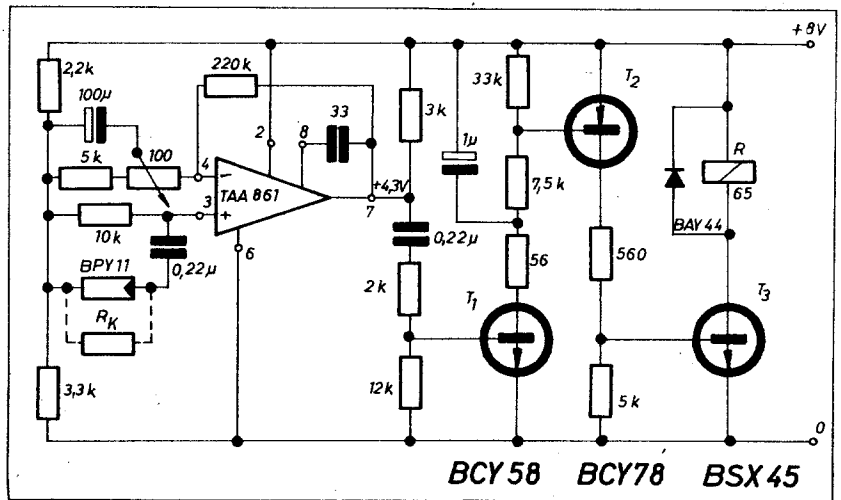 +8V
2,2k
100µ
220k
33
3k
1µ
33k
T2
R
65
5k
100
4
2
8
TAA 861
+4,3V
7
7,5k
BAY 44
3
10k
6
0,22µ
0,22µ
56
560
BPY 11
RK
2k
T1
T3
3,3k
12k
5k
0
BCY 58
BCY78
BSX 45